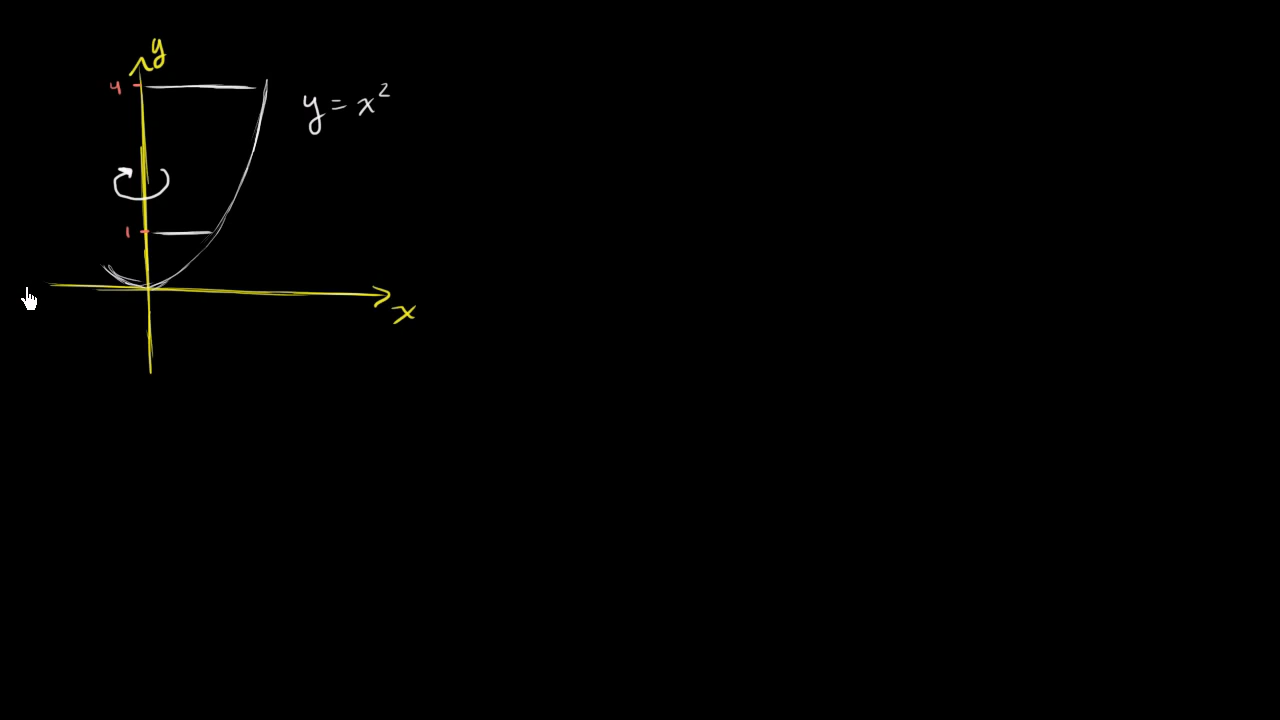 y
4
y = x²
1
x